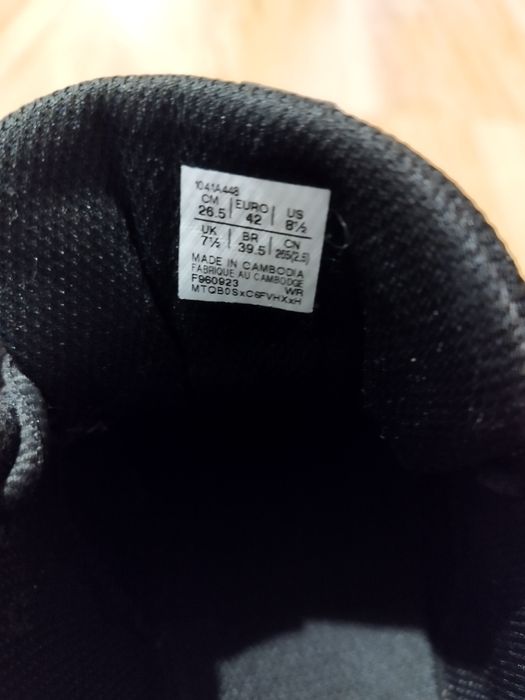 1041A448
CM EURO US
26.5 42 8½
UK BR CN
7½ 39.5 265(2.5)
MADE IN CAMBODIA
FABRIQUE AU CAMBODGE
F960923 WR
MTQB0SxC6FVHXxH